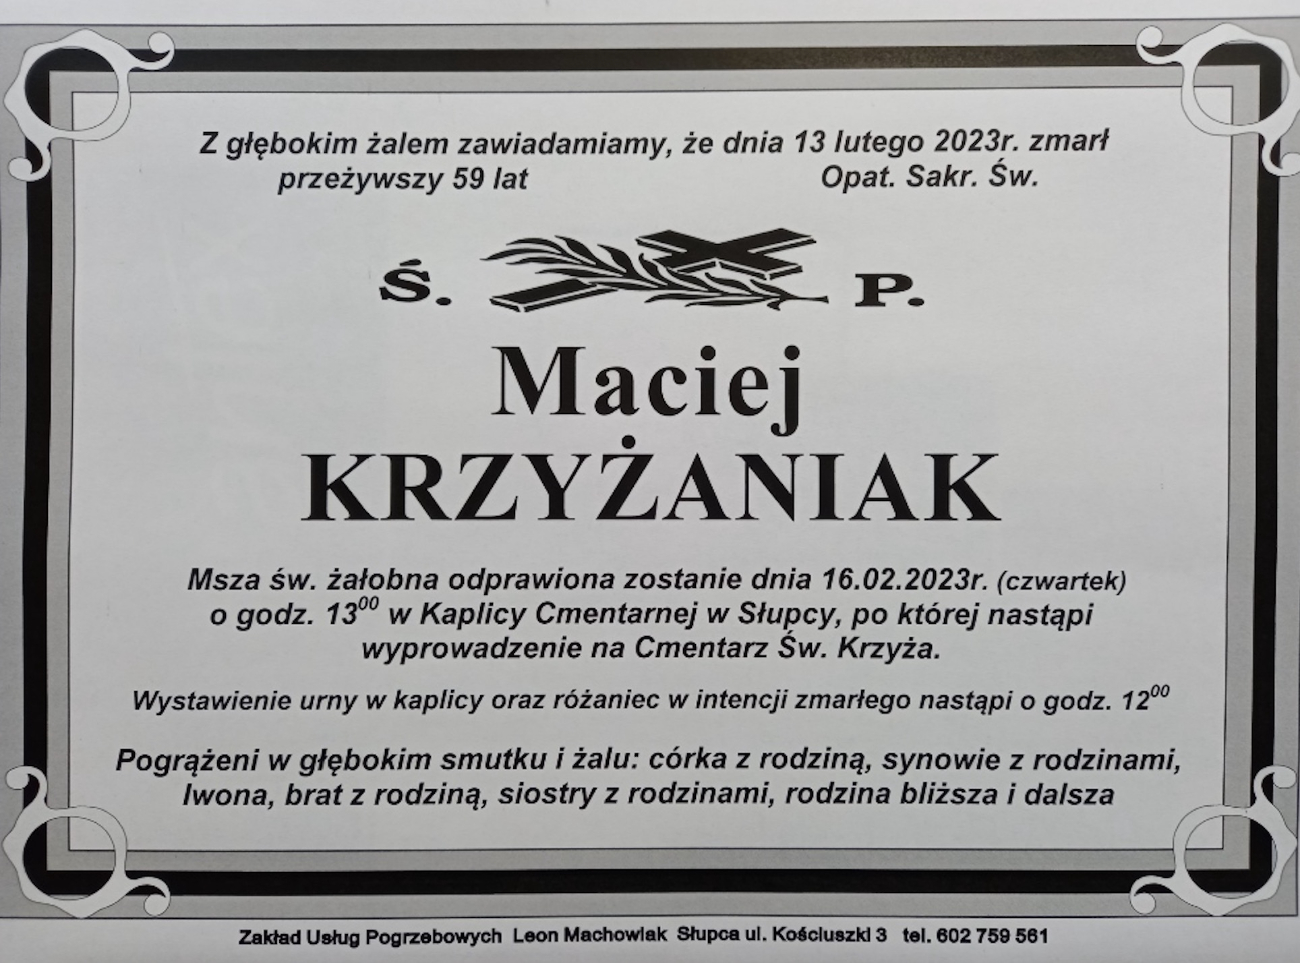 Z głębokim żalem zawiadamiamy, że dnia 13 lutego 2023r. zmarł
przeżywszy 59 lat Opat. Sakr. Św.
Ś. P.
Maciej
KRZYŻANIAK
Msza św. żałobna odprawiona zostanie dnia 16.02.2023r. (czwartek)
o godz. 13⁰⁰ w Kaplicy Cmentarnej w Słupcy, po której nastąpi
wyprowadzenie na Cmentarz Św. Krzyża.
Wystawienie urny w kaplicy oraz różaniec w intencji zmarłego nastąpi o godz. 12⁰⁰
Pogrążeni w głębokim smutku i żalu: córka z rodziną, synowie z rodzinami,
Iwona, brat z rodziną, siostry z rodzinami, rodzina bliższa i dalsza
Zakład Usług Pogrzebowych Leon Machowiak Słupca ul. Kościuszki 3 tel. 602 759 561